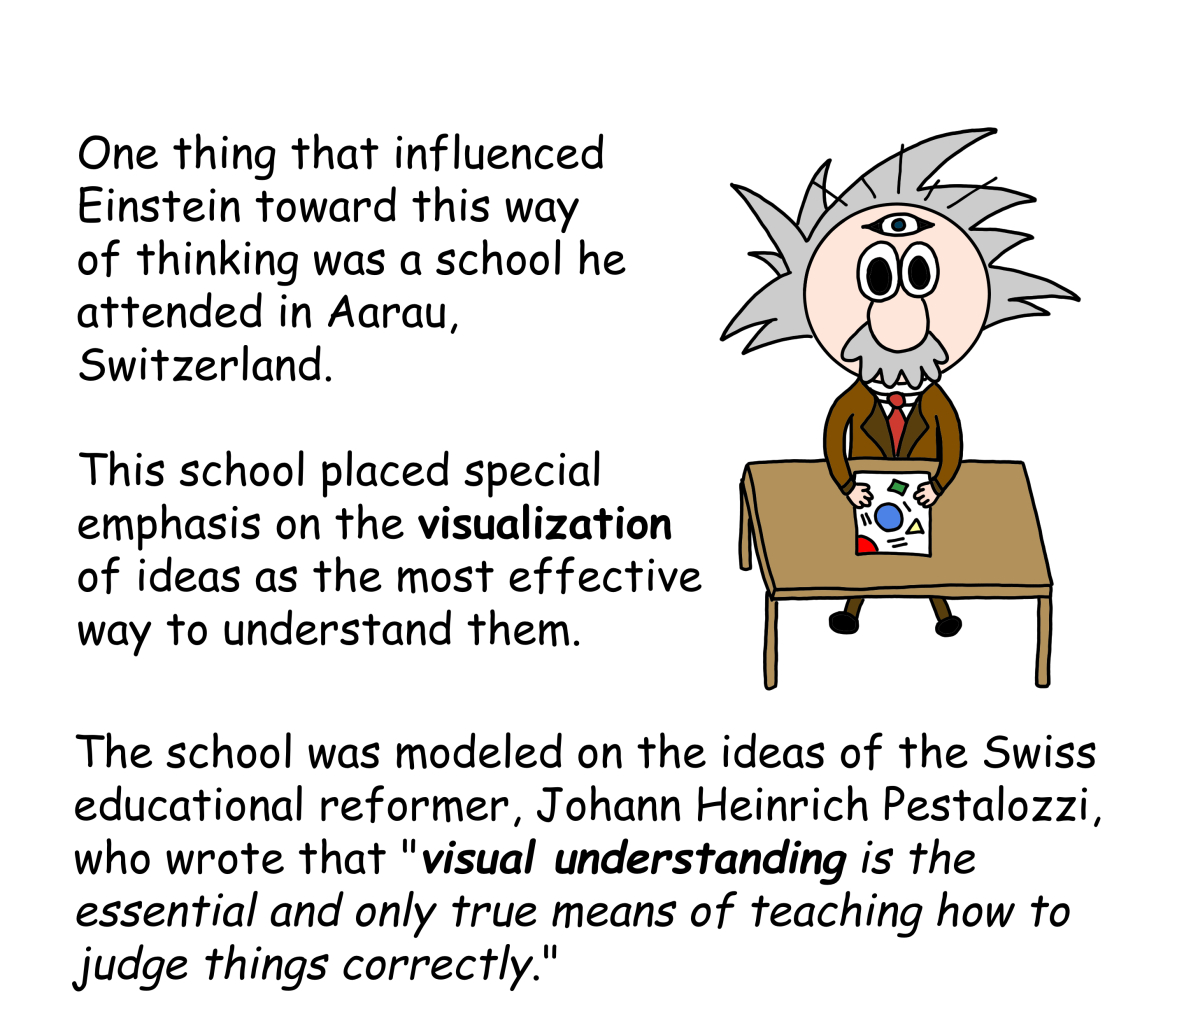 One thing that influenced
Einstein toward this way
of thinking was a school he
attended in Aarau,
Switzerland.
This school placed special
emphasis on the visualization
of ideas as the most effective
way to understand them.
The school was modeled on the ideas of the Swiss
educational reformer, Johann Heinrich Pestalozzi,
who wrote that "visual understanding is the
essential and only true means of teaching how to
judge things correctly."